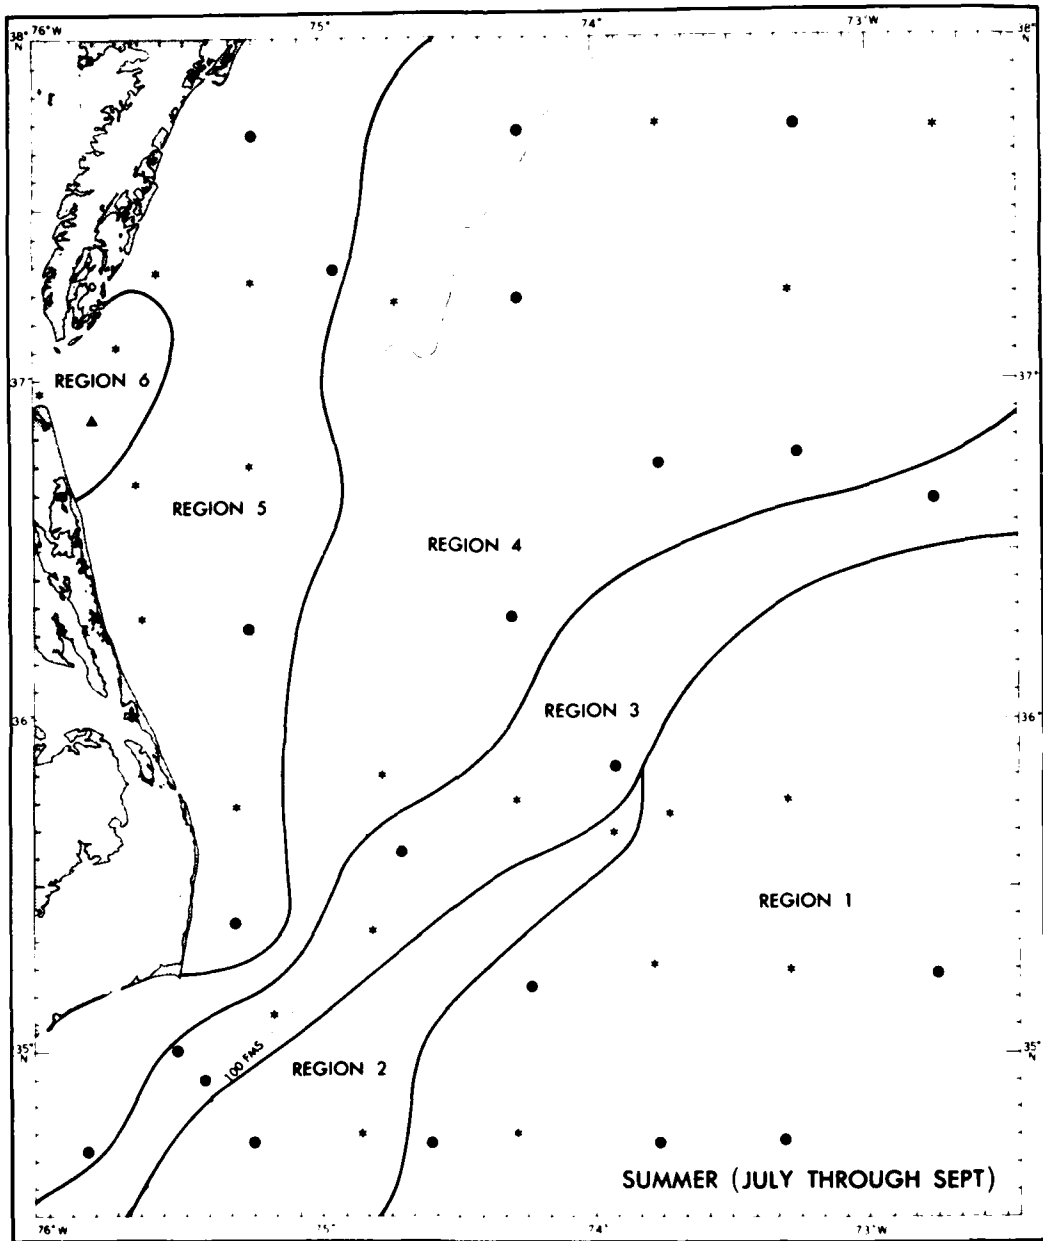 76°W 75° 74° 73°W
38° N
38° N
REGION 6
37°
37°
REGION 5
REGION 4
REGION 3
36°
36°
REGION 1
100 FMS
REGION 2
35° N
35° N
SUMMER (JULY THROUGH SEPT)
76°W 75° 74° 73°W